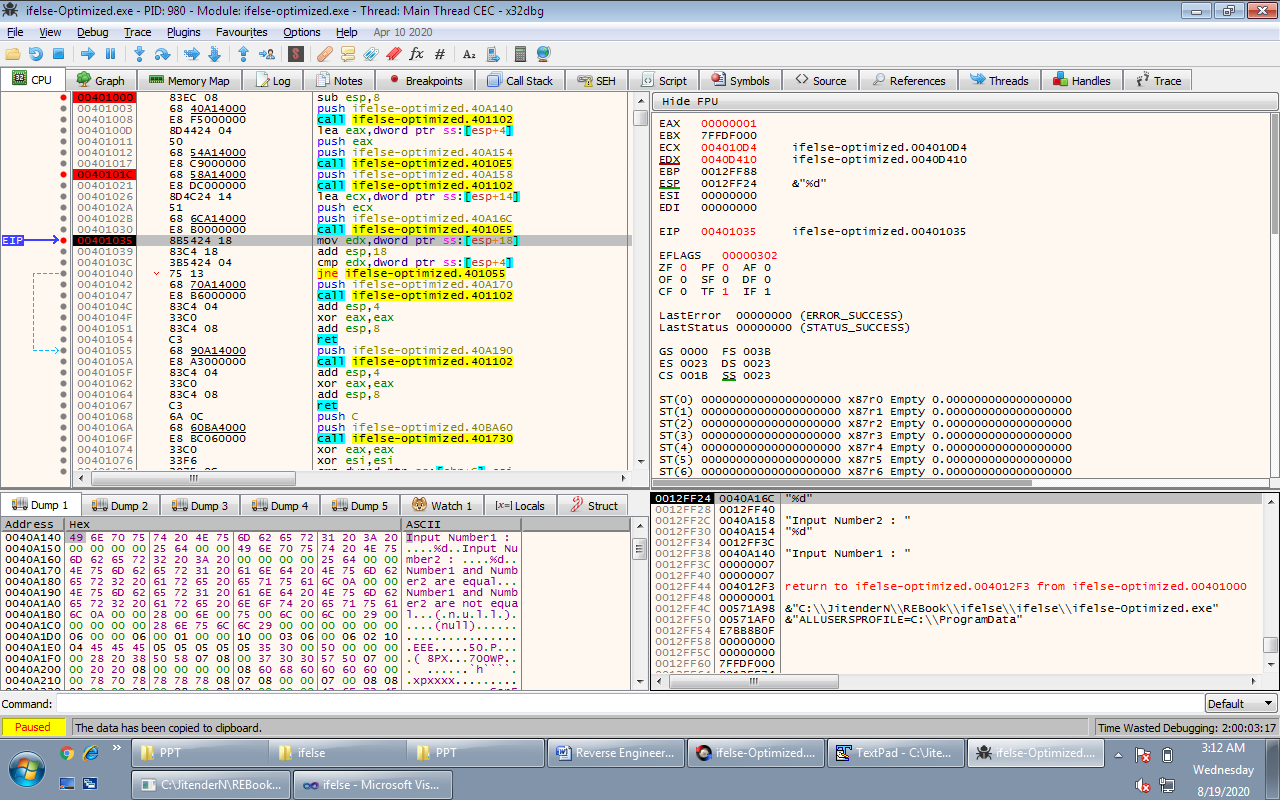 ifelse-Optimized.exe - PID: 980 - Module: ifelse-optimized.exe - Thread: Main Thread CEC - x32dbg
File View Debug Trace Plugins Favourites Options Help Apr 10 2020
CPU Graph Memory Map Log Notes Breakpoints Call Stack SEH Script Symbols Source References Threads Handles Trace
00401000 83EC 08 sub esp,8
00401003 68 40A14000 push ifelse-optimized.40A140
00401008 E8 F5000000 call ifelse-optimized.401102
0040100D 8D4424 04 lea eax,dword ptr ss:[esp+4]
00401011 50 push eax
00401012 68 54A14000 push ifelse-optimized.40A154
00401017 E8 C9000000 call ifelse-optimized.4010E5
0040101C 68 58A14000 push ifelse-optimized.40A158
00401021 E8 DC000000 call ifelse-optimized.401102
00401026 8D4C24 14 lea ecx,dword ptr ss:[esp+14]
0040102A 51 push ecx
0040102B 68 6CA14000 push ifelse-optimized.40A16C
00401030 E8 B0000000 call ifelse-optimized.4010E5
EIP 00401035 8B5424 18 mov edx,dword ptr ss:[esp+18]
00401039 83C4 18 add esp,18
0040103C 3B5424 04 cmp edx,dword ptr ss:[esp+4]
00401040 75 13 jne ifelse-optimized.401055
00401042 68 70A14000 push ifelse-optimized.40A170
00401047 E8 B6000000 call ifelse-optimized.401102
0040104C 83C4 04 add esp,4
0040104F 33C0 xor eax,eax
00401051 83C4 08 add esp,8
00401054 C3 ret
00401055 68 90A14000 push ifelse-optimized.40A190
0040105A E8 A3000000 call ifelse-optimized.401102
0040105F 83C4 04 add esp,4
00401062 33C0 xor eax,eax
00401064 83C4 08 add esp,8
00401067 C3 ret
00401068 6A 0C push C
0040106A 68 60BA4000 push ifelse-optimized.40BA60
0040106F E8 BC060000 call ifelse-optimized.401730
00401074 33C0 xor eax,eax
00401076 33F6 xor esi,esi
Hide FPU
EAX 00000001
EBX 7FFDF000
ECX 004010D4 ifelse-optimized.004010D4
EDX 0040D410 ifelse-optimized.0040D410
EBP 0012FF88
ESP 0012FF24 &"%d"
ESI 00000000
EDI 00000000
EIP 00401035 ifelse-optimized.00401035
EFLAGS 00000302
ZF 0 PF 0 AF 0
OF 0 SF 0 DF 0
CF 0 TF 1 IF 1
LastError 00000000 (ERROR_SUCCESS)
LastStatus 00000000 (STATUS_SUCCESS)
GS 0000 FS 003B
ES 0023 DS 0023
CS 001B SS 0023
ST(0) 00000000000000000000 x87r0 Empty 0.000000000000000000
ST(1) 00000000000000000000 x87r1 Empty 0.000000000000000000
ST(2) 00000000000000000000 x87r2 Empty 0.000000000000000000
ST(3) 00000000000000000000 x87r3 Empty 0.000000000000000000
ST(4) 00000000000000000000 x87r4 Empty 0.000000000000000000
ST(5) 00000000000000000000 x87r5 Empty 0.000000000000000000
ST(6) 00000000000000000000 x87r6 Empty 0.000000000000000000
Dump 1 Dump 2 Dump 3 Dump 4 Dump 5 Watch 1 [x=] Locals Struct
Address Hex ASCII
0040A140 49 6E 70 75 74 20 4E 75 6D 62 65 72 31 20 3A 20 Input Number1 :
0040A150 00 00 00 00 25 64 00 00 49 6E 70 75 74 20 4E 75 ....%d..Input Nu
0040A160 6D 62 65 72 32 20 3A 20 00 00 00 00 25 64 00 00 mber2 : ....%d..
0040A170 4E 75 6D 62 65 72 31 20 61 6E 64 20 4E 75 6D 62 Number1 and Numb
0040A180 65 72 32 20 61 72 65 20 65 71 75 61 6C 0A 00 00 er2 are equal...
0040A190 4E 75 6D 62 65 72 31 20 61 6E 64 20 4E 75 6D 62 Number1 and Numb
0040A1A0 65 72 32 20 61 72 65 20 6E 6F 74 20 65 71 75 61 er2 are not equa
0040A1B0 6C 0A 00 00 28 00 6E 00 75 00 6C 00 6C 00 29 00 l...(.n.u.l.l.).
0040A1C0 00 00 00 00 28 6E 75 6C 6C 29 00 00 00 00 00 00 ....(null)......
0040A1D0 06 00 00 06 00 01 00 00 10 00 03 06 00 06 02 10 ................
0040A1E0 04 45 45 45 05 05 05 05 05 35 30 00 50 00 00 00 .EEE.....50.P...
0040A1F0 00 28 20 38 50 58 07 08 00 37 30 30 57 50 07 00 .( 8PX...700WP..
0040A200 00 20 20 08 00 00 00 00 08 60 68 60 60 60 60 00 .  ......`h````.
0040A210 00 78 70 78 78 78 78 08 07 08 00 00 07 00 08 08 .xpxxxx.........
0012FF24 0040A16C "%d"
0012FF28 0012FF40
0012FF2C 0040A158 "Input Number2 : "
0012FF30 0040A154 "%d"
0012FF34 0012FF3C
0012FF38 0040A140 "Input Number1 : "
0012FF3C 00000007
0012FF40 00000007
0012FF44 004012F3 return to ifelse-optimized.004012F3 from ifelse-optimized.00401000
0012FF48 00000001
0012FF4C 00571A98 &"C:\\JitenderN\\REBook\\ifelse\\ifelse\\ifelse-Optimized.exe"
0012FF50 00571AF0 &"ALLUSERSPROFILE=C:\\ProgramData"
0012FF54 E7BB8B0F
0012FF58 00000000
0012FF5C 00000000
0012FF60 7FFDF000
Command: Default
Paused The data has been copied to clipboard. Time Wasted Debugging: 2:00:03:17
PPT ifelse PPT Reverse Engineer... ifelse-Optimized.... TextPad - C:\Jite... ifelse-Optimized....
C:\JitenderN\REBook... ifelse - Microsoft Vis...
3:12 AM
Wednesday
8/19/2020